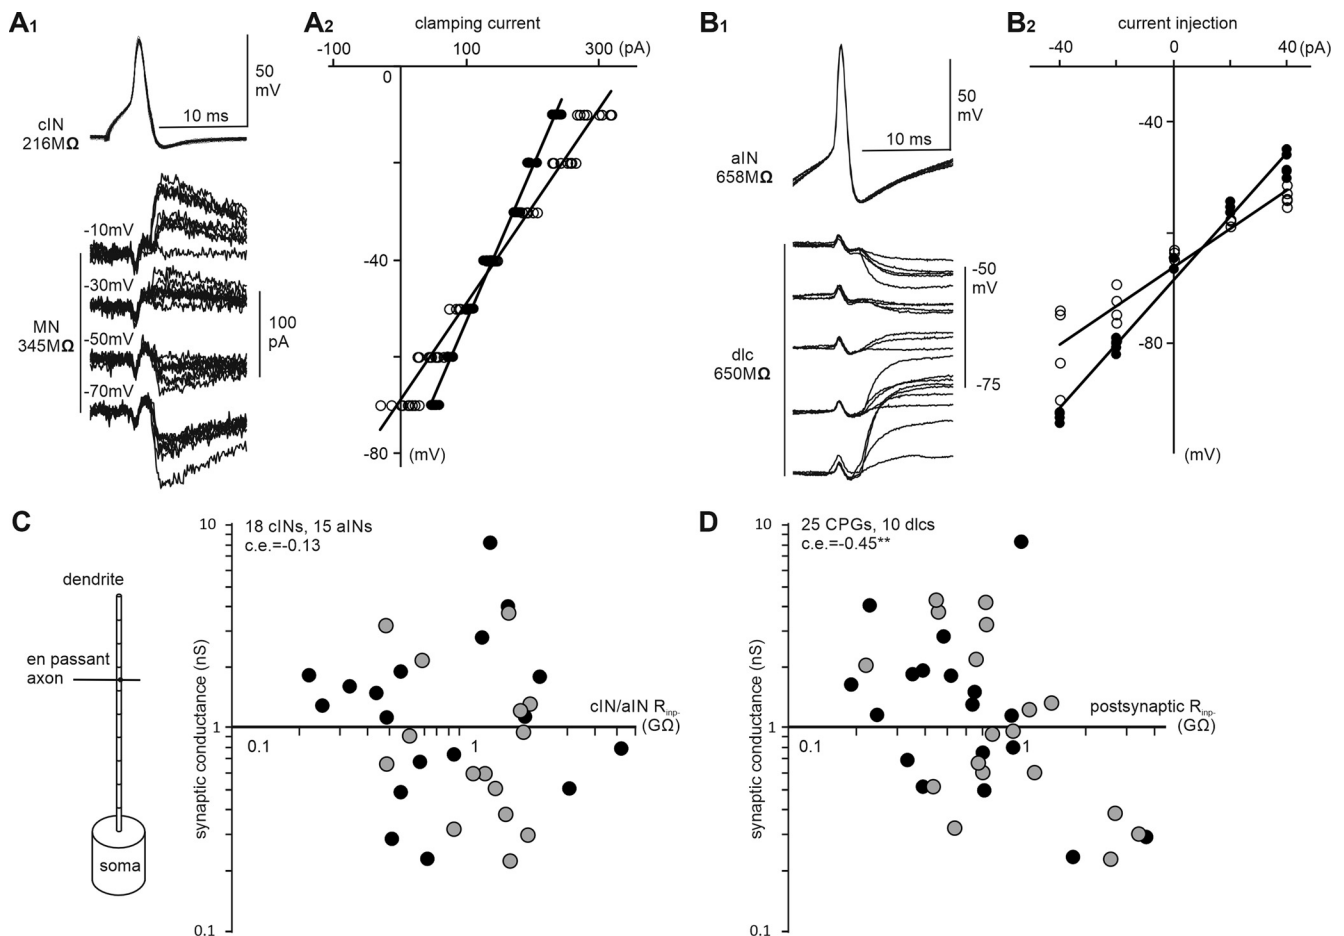 A1
cIN
216MΩ
50
mV
10 ms
-10mV
-30mV
-50mV
-70mV
MN
345MΩ
100
pA
A2
clamping current
-100
100
300
(pA)
0
-40
-80
(mV)
B1
aIN
658MΩ
50
mV
10 ms
dlc
650MΩ
-50
mV
-75
B2
current injection
-40
0
40
(pA)
-40
-80
(mV)
C
dendrite
en passant
axon
soma
18 cINs, 15 aINs
c.e.=-0.13
synaptic conductance (nS)
10
1
0.1
0.1
1
cIN/aIN Rinp-
(GΩ)
D
25 CPGs, 10 dlcs
c.e.=-0.45**
synaptic conductance (nS)
10
1
0.1
0.1
1
postsynaptic Rinp-
(GΩ)